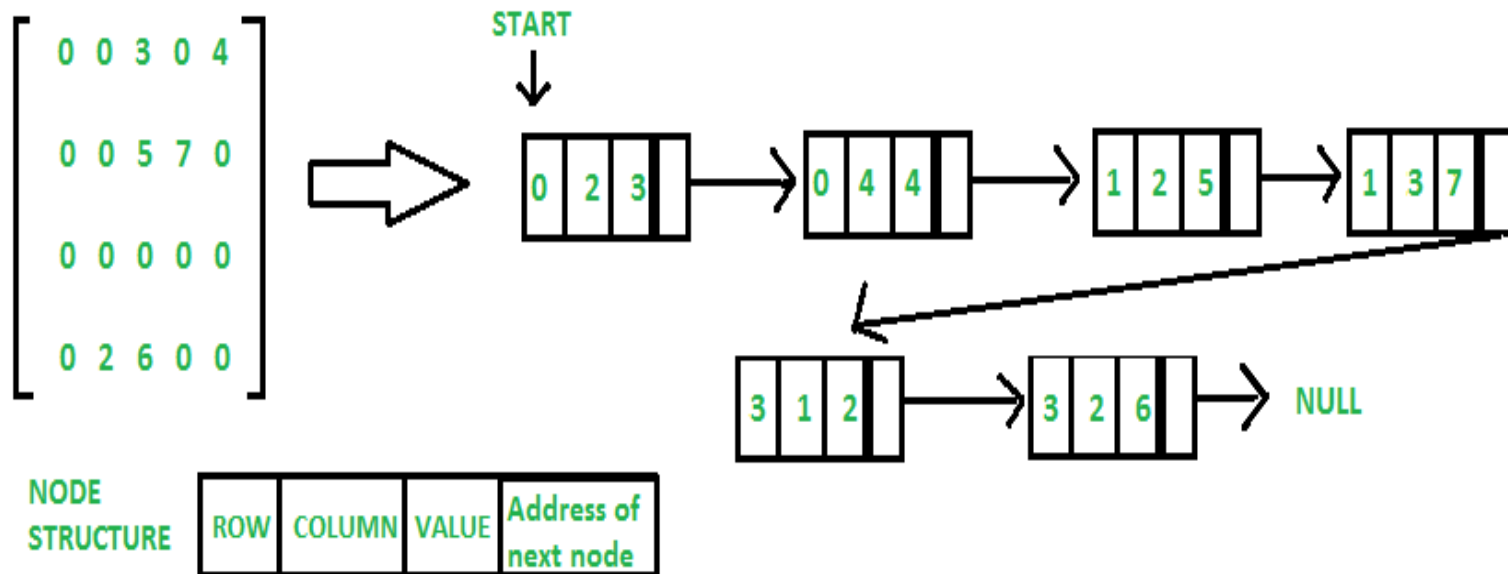 START
0 0 3 0 4
0 0 5 7 0
0 0 0 0 0
0 2 6 0 0
0 2 3
0 4 4
1 2 5
1 3 7
3 1 2
3 2 6
NULL
NODE
STRUCTURE
ROW
COLUMN
VALUE
Address of
next node